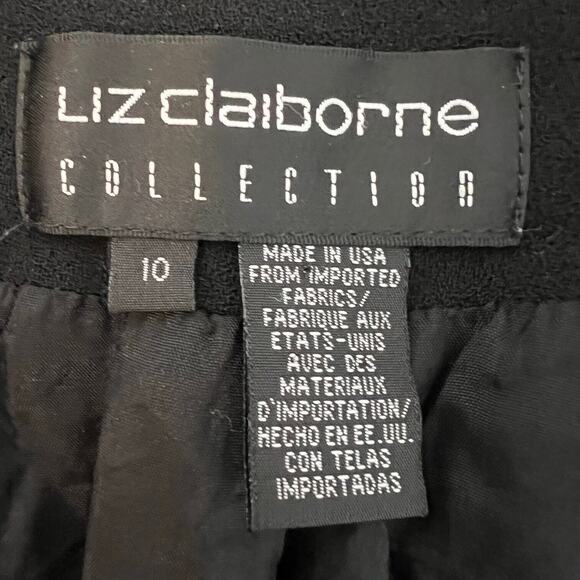 LIZ claiborne
COLLECTION
10
MADE IN USA
FROM IMPORTED
FABRICS/
FABRIQUE AUX
ETATS-UNIS
AVEC DES
MATERIAUX
D'IMPORTATION/
HECHO EN EE.UU.
CON TELAS
IMPORTADAS